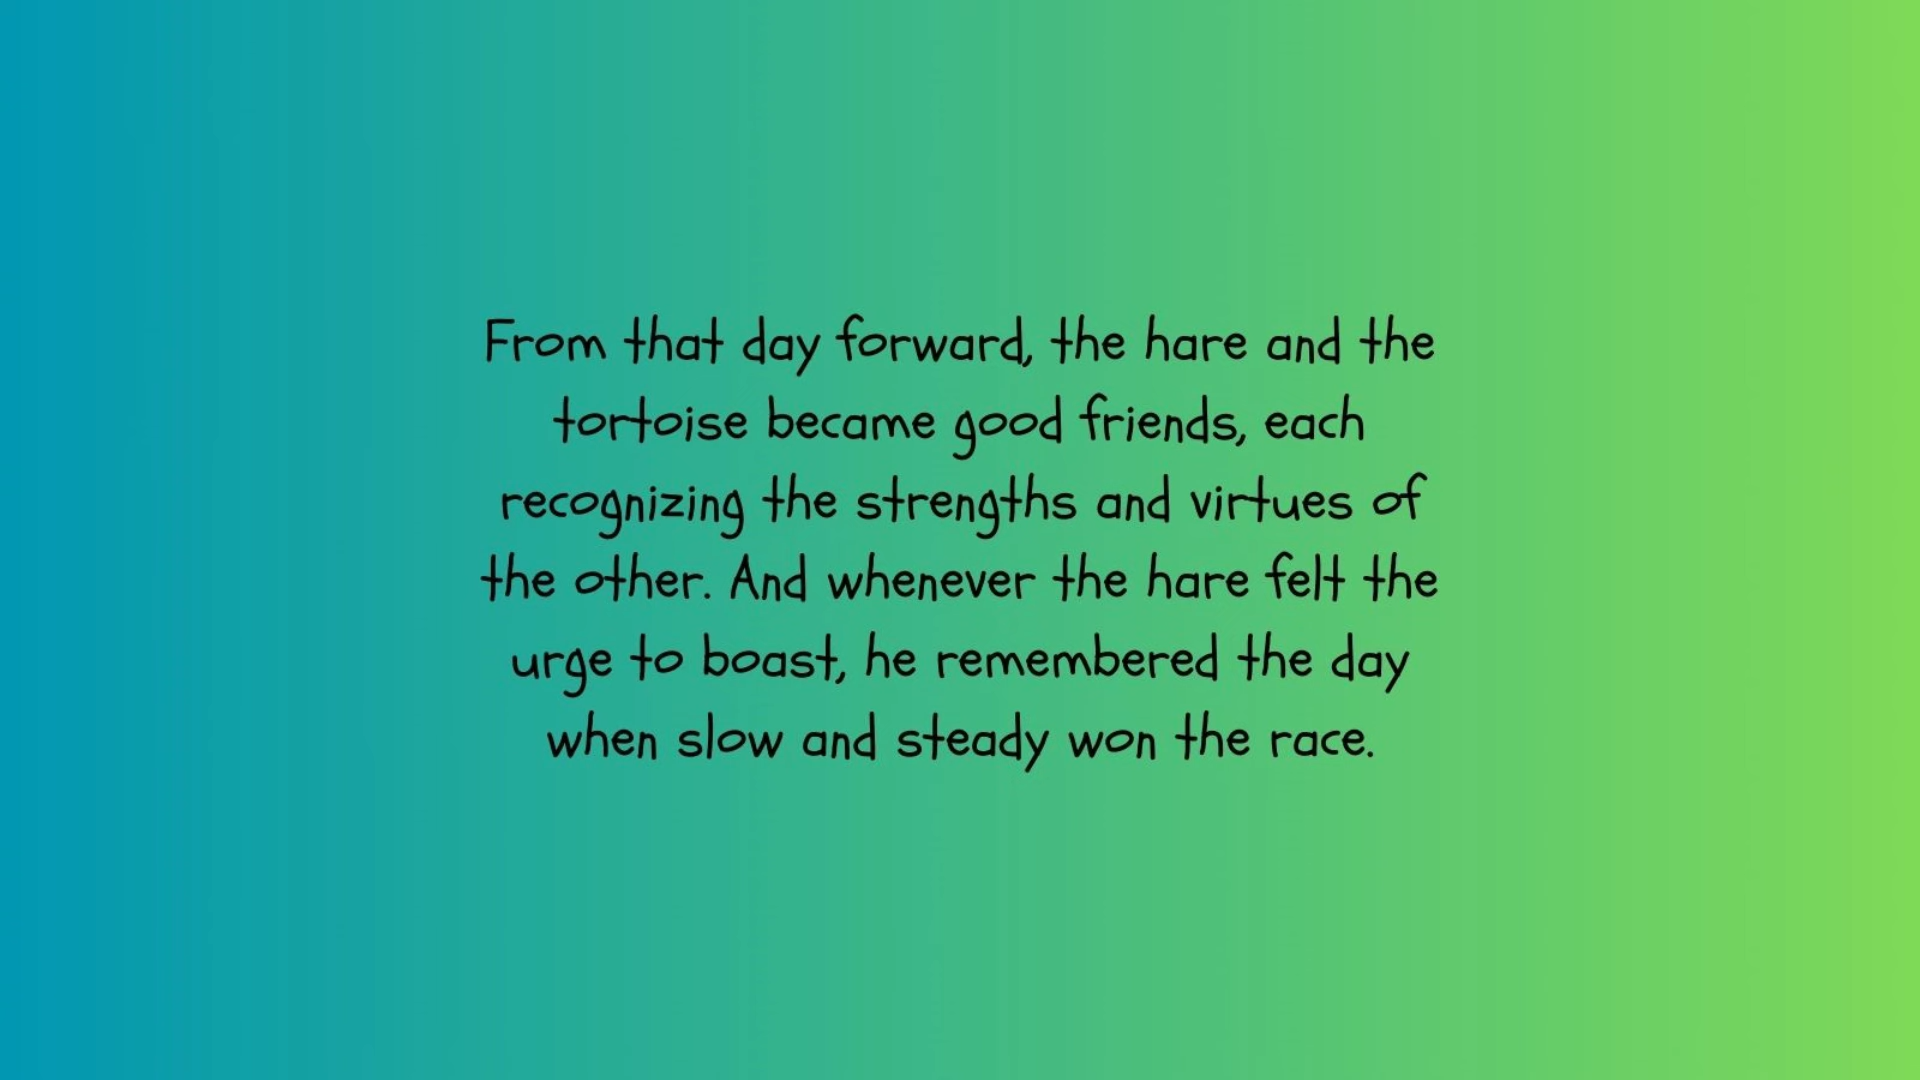 From that day forward, the hare and the
tortoise became good friends, each
recognizing the strengths and virtues of
the other. And whenever the hare felt the
urge to boast, he remembered the day
when slow and steady won the race.